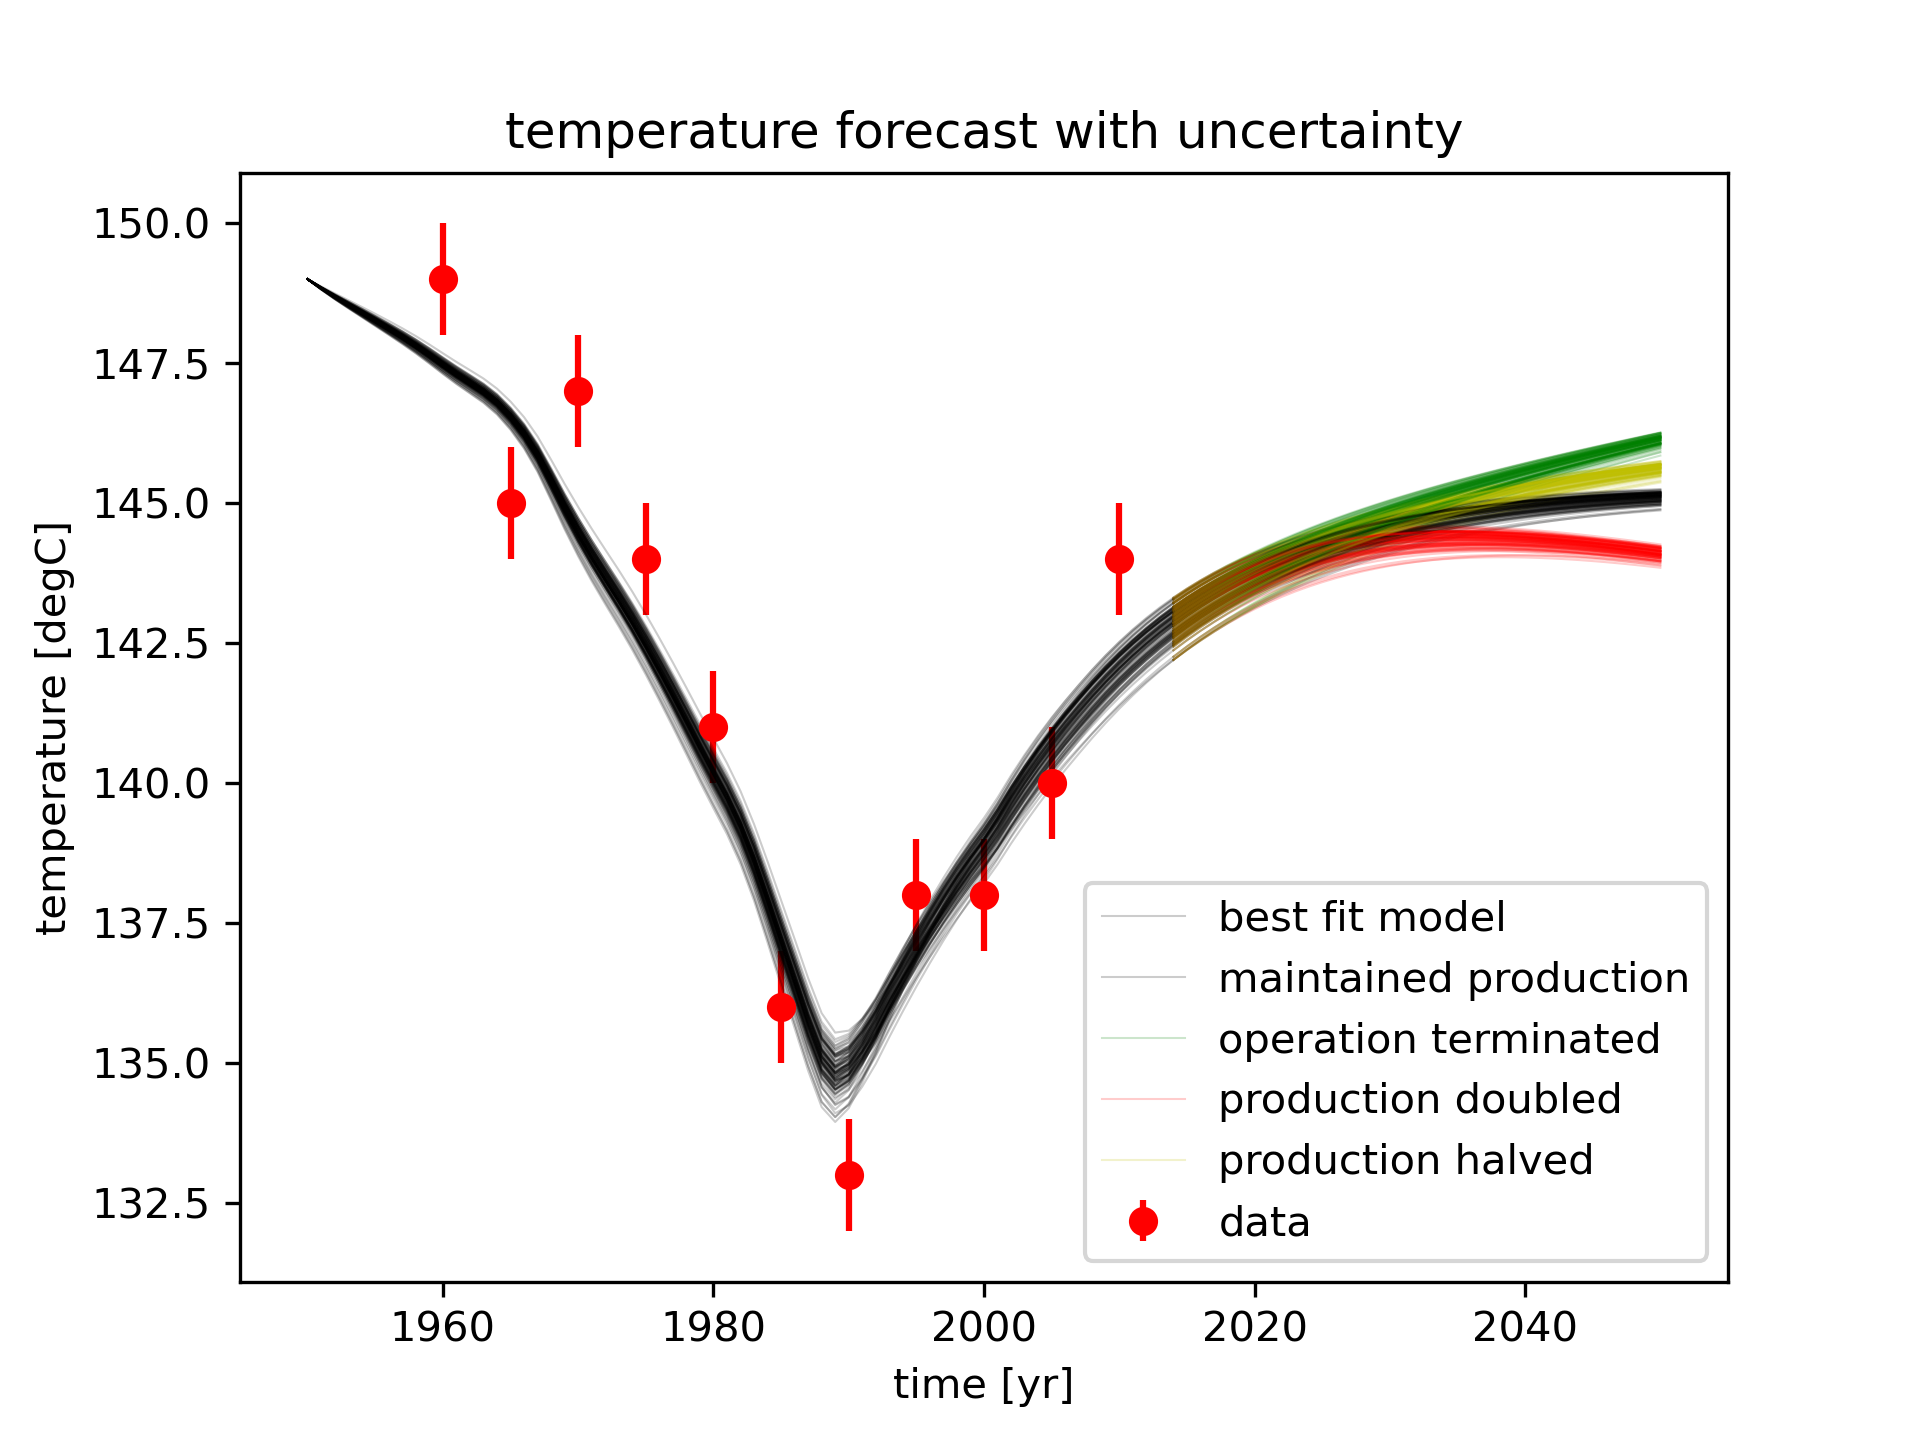 temperature forecast with uncertainty
temperature [degC]
150.0
147.5
145.0
142.5
140.0
137.5
135.0
132.5
best fit model
maintained production
operation terminated
production doubled
production halved
data
1960 1980 2000 2020 2040
time [yr]